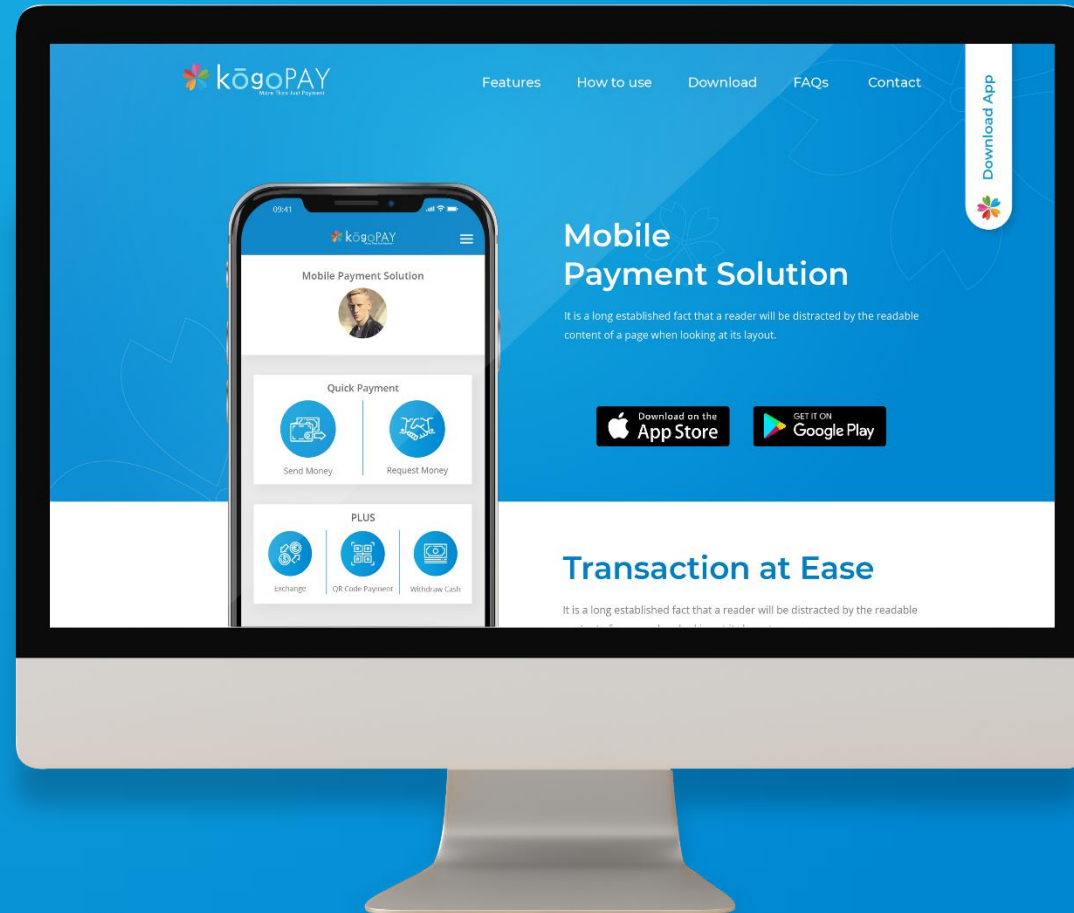 kōgoPAY
More Than Just Payment
Features How to use Download FAQs Contact
Download App
09:41
kōgoPAY
Mobile Payment Solution
Quick Payment
Send Money Request Money
PLUS
Exchange QR Code Payment Withdraw Cash
Mobile
Payment Solution
It is a long established fact that a reader will be distracted by the readable
content of a page when looking at its layout.
Download on the
App Store
GET IT ON
Google Play
Transaction at Ease
It is a long established fact that a reader will be distracted by the readable